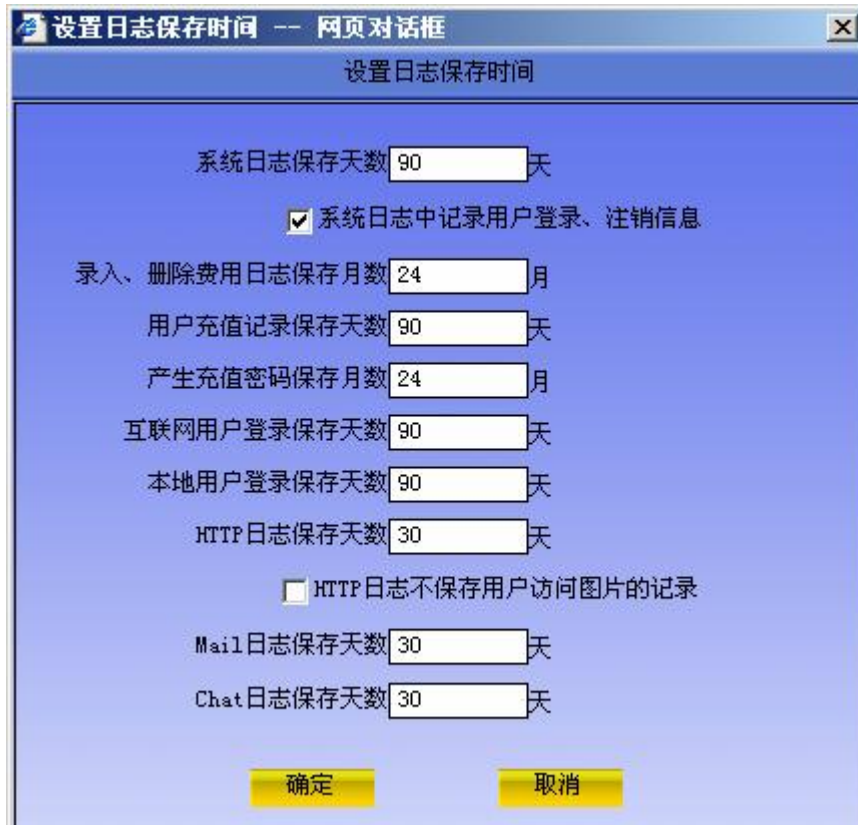 设置日志保存时间 -- 网页对话框
设置日志保存时间
系统日志保存天数 90 天
系统日志中记录用户登录、注销信息
录入、删除费用日志保存月数 24 月
用户充值记录保存天数 90 天
产生充值密码保存月数 24 月
互联网用户登录保存天数 90 天
本地用户登录保存天数 90 天
HTTP日志保存天数 30 天
HTTP日志不保存用户访问图片的记录
Mail日志保存天数 30 天
Chat日志保存天数 30 天
确定 取消